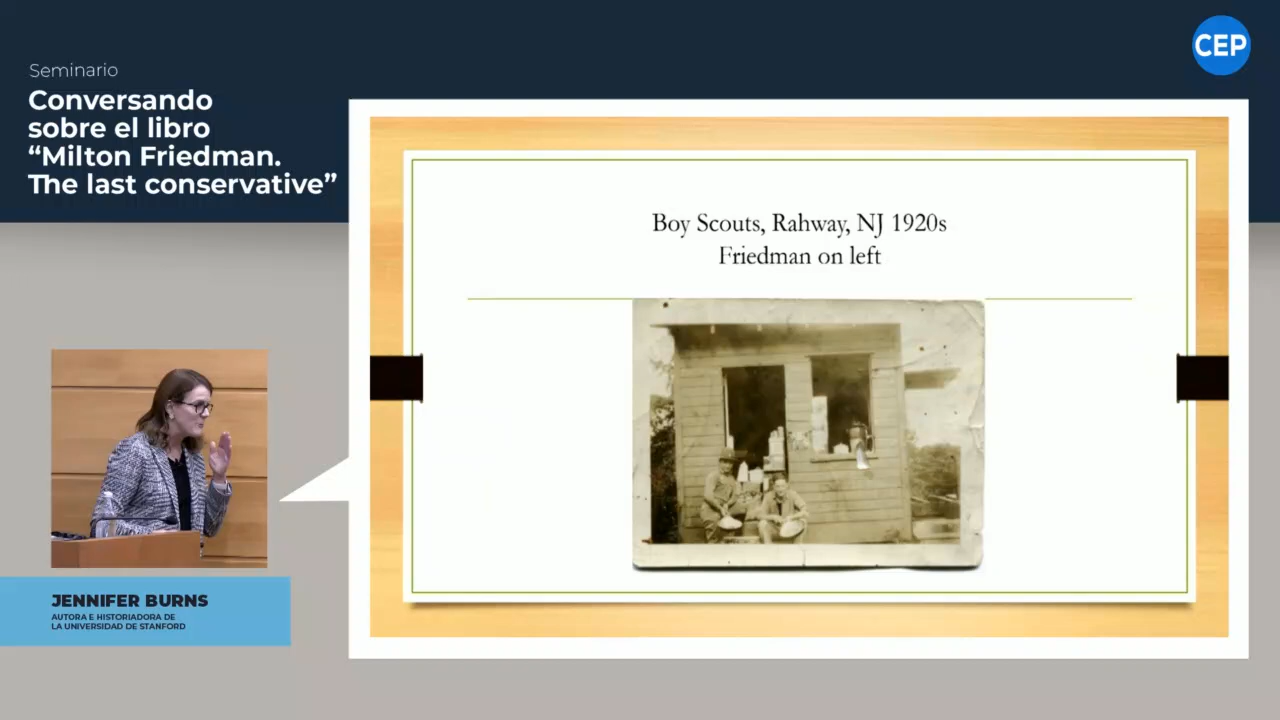 Seminario
Conversando
sobre el libro
“Milton Friedman.
The last conservative”
CEP
Boy Scouts, Rahway, NJ 1920s
Friedman on left
JENNIFER BURNS
AUTORA E HISTORIADORA DE
LA UNIVERSIDAD DE STANFORD